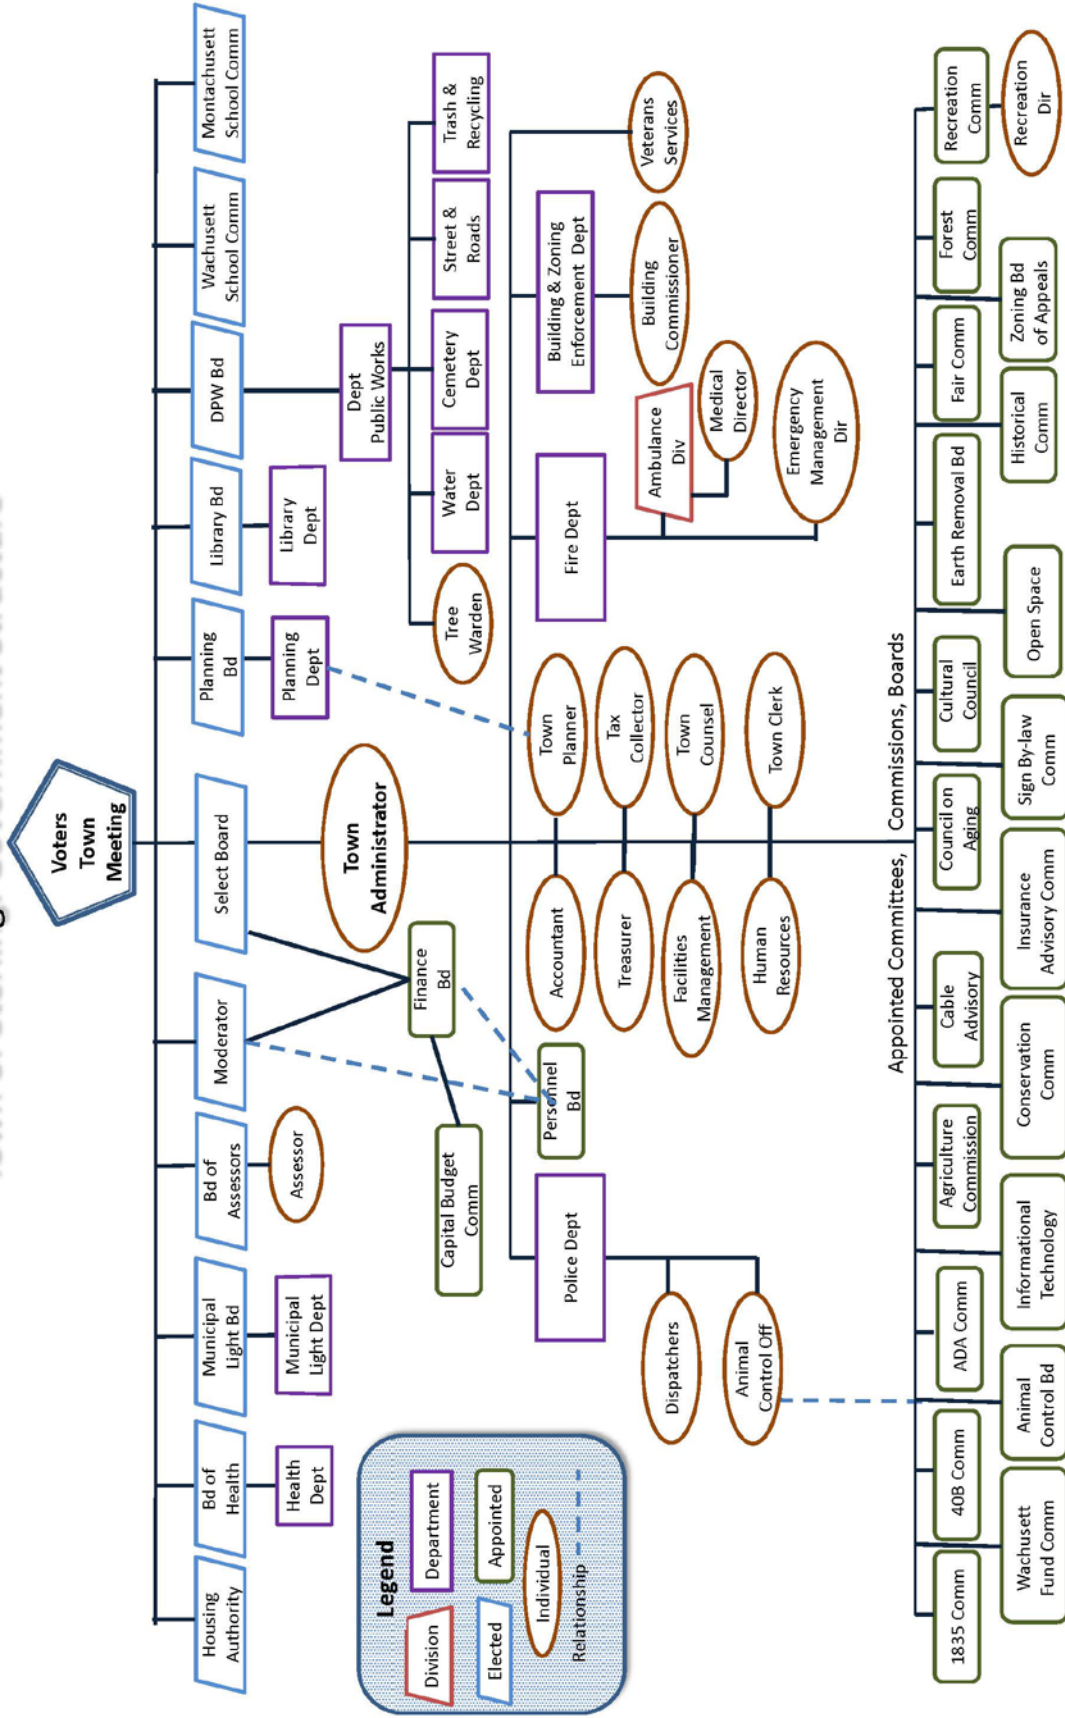 Voters
Town
Meeting
Housing
Authority
Bd of
Health
Municipal
Light Bd
Bd of
Assessors
Moderator
Select Board
Planning
Bd
Library Bd
DPW Bd
Wachusett
School Comm
Montachusett
School Comm
Health
Dept
Municipal
Light Dept
Assessor
Planning
Dept
Library
Dept
Town
Administrator
Dept
Public Works
Finance
Bd
Capital Budget
Comm
Tree
Warden
Water
Dept
Cemetery
Dept
Street &
Roads
Trash &
Recycling
Legend
Division
Department
Elected
Appointed
Individual
Relationship
Police Dept
Personnel
Bd
Accountant
Town
Planner
Fire Dept
Building & Zoning
Enforcement Dept
Treasurer
Tax
Collector
Dispatchers
Facilities
Management
Town
Counsel
Ambulance
Div
Building
Commissioner
Veterans
Services
Medical
Director
Animal
Control Off
Human
Resources
Town Clerk
Emergency
Management
Dir
Appointed Committees, Commissions, Boards
1835 Comm
40B Comm
ADA Comm
Agriculture
Commission
Cable
Advisory
Council on
Aging
Cultural
Council
Earth Removal Bd
Fair Comm
Forest
Comm
Recreation
Comm
Wachusett
Fund Comm
Animal
Control Bd
Informational
Technology
Conservation
Comm
Insurance
Advisory Comm
Sign By-law
Comm
Open Space
Historical
Comm
Zoning Bd
of Appeals
Recreation
Dir